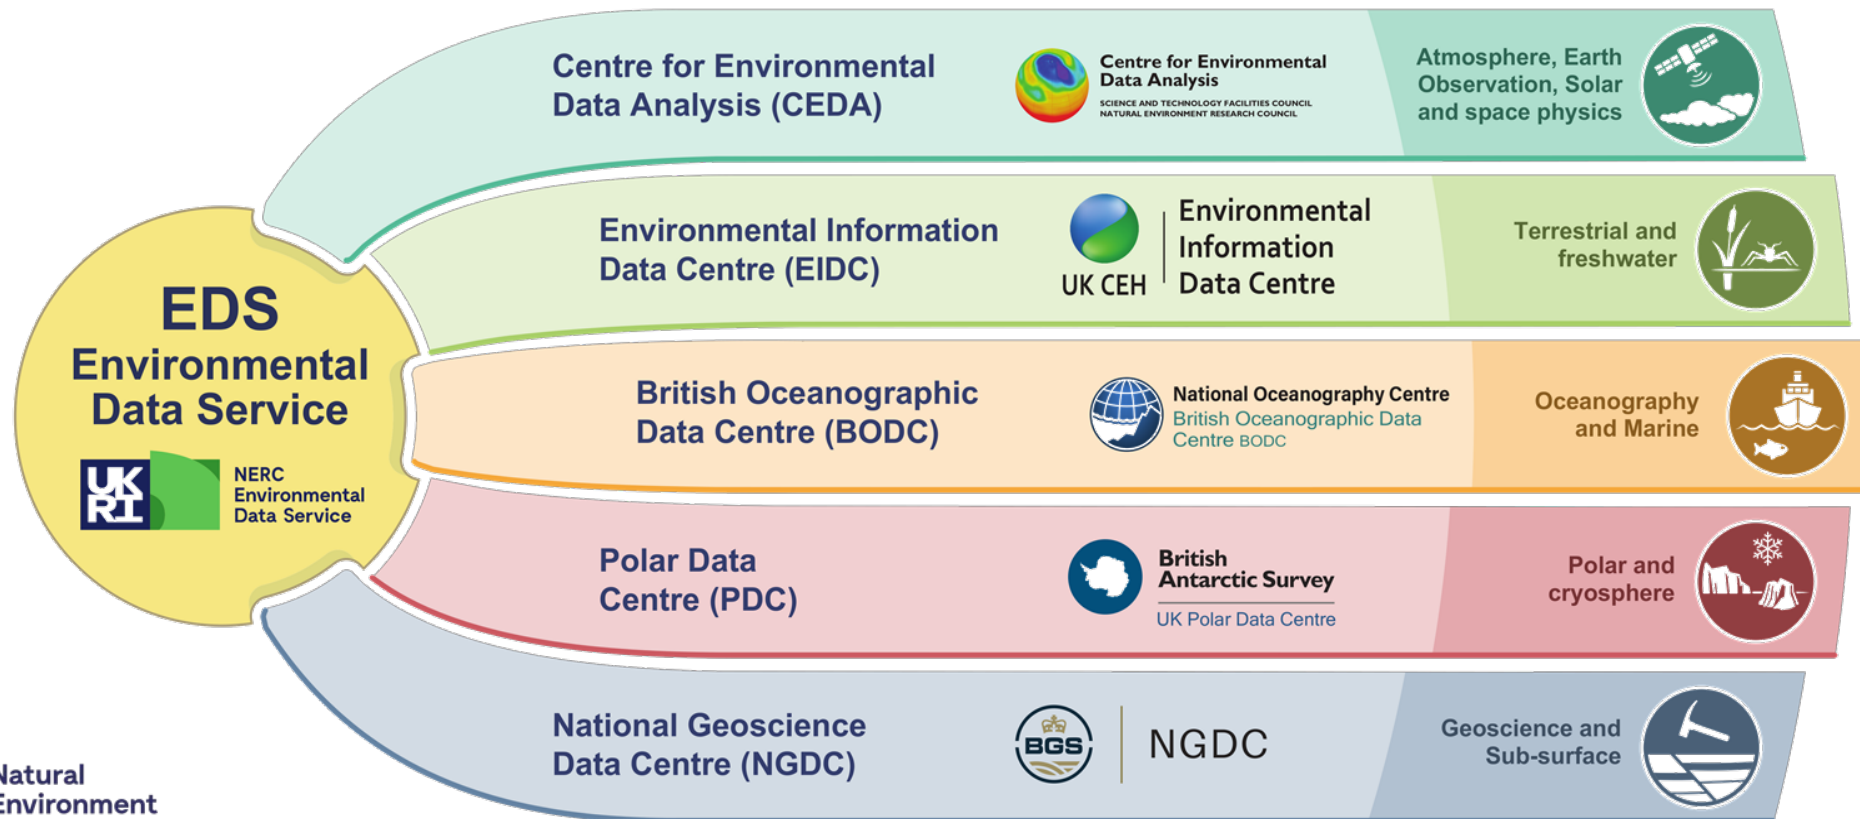 Centre for Environmental
Data Analysis (CEDA)
Centre for Environmental
Data Analysis
SCIENCE AND TECHNOLOGY FACILITIES COUNCIL
NATURAL ENVIRONMENT RESEARCH COUNCIL
Atmosphere, Earth
Observation, Solar
and space physics
Environmental Information
Data Centre (EIDC)
UK CEH
Environmental
Information
Data Centre
Terrestrial and
freshwater
EDS
Environmental
Data Service
UK
RI
NERC
Environmental
Data Service
British Oceanographic
Data Centre (BODC)
National Oceanography Centre
British Oceanographic Data
Centre BODC
Oceanography
and Marine
Polar Data
Centre (PDC)
British
Antarctic Survey
UK Polar Data Centre
Polar and
cryosphere
National Geoscience
Data Centre (NGDC)
BGS
NGDC
Geoscience and
Sub-surface
Natural
Environment